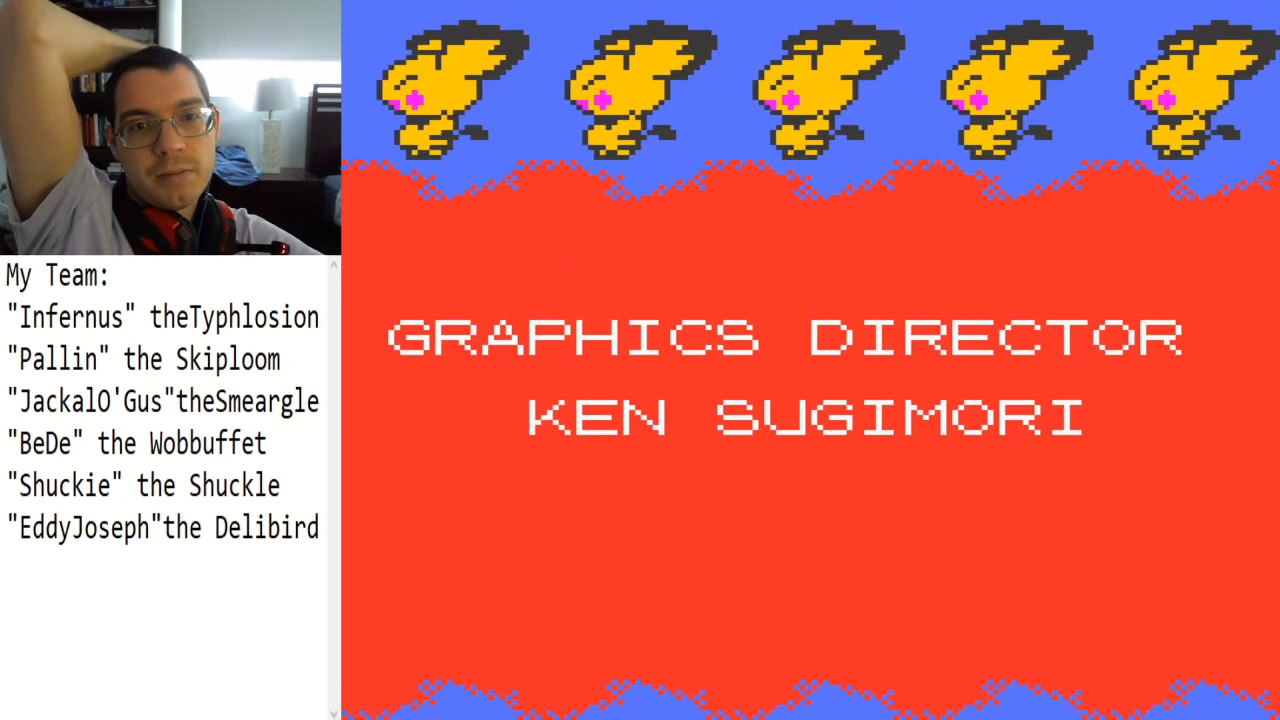 My Team:
"Infernus" theTyphlosion
"Pallin" the Skiploom
"JackalO'Gus"theSmeargle
"BeDe" the Wobbuffet
"Shuckie" the Shuckle
"EddyJoseph"the Delibird
GRAPHICS DIRECTOR
KEN SUGIMORI